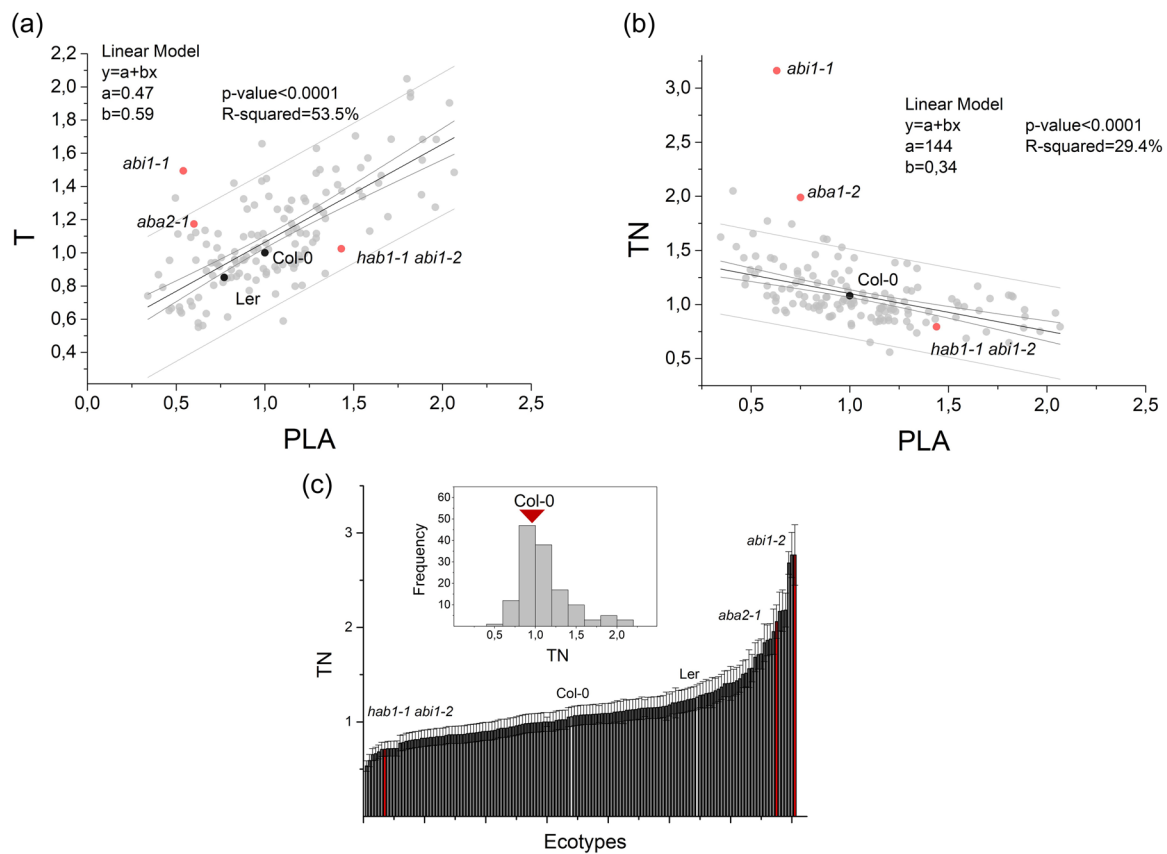 (a)
Linear Model
y=a+bx
a=0.47 p-value<0.0001
b=0.59 R-squared=53.5%
abi1-1
aba2-1
Col-0
Ler
hab1-1 abi1-2
T
2,2
2,0
1,8
1,6
1,4
1,2
1,0
0,8
0,6
0,4
0,0 0,5 1,0 1,5 2,0 2,5
PLA
(b)
abi1-1
Linear Model
y=a+bx p-value<0.0001
a=144 R-squared=29.4%
b=0,34
aba1-2
Col-0
hab1-1 abi1-2
TN
3,0
2,5
2,0
1,5
1,0
0,5
0,5 1,0 1,5 2,0 2,5
PLA
(c)
Col-0
Frequency
60
50
40
30
20
10
0,5 1,0 1,5 2,0
TN
abi1-2
aba2-1
Ler
Col-0
hab1-1 abi1-2
TN
3
2
1
Ecotypes